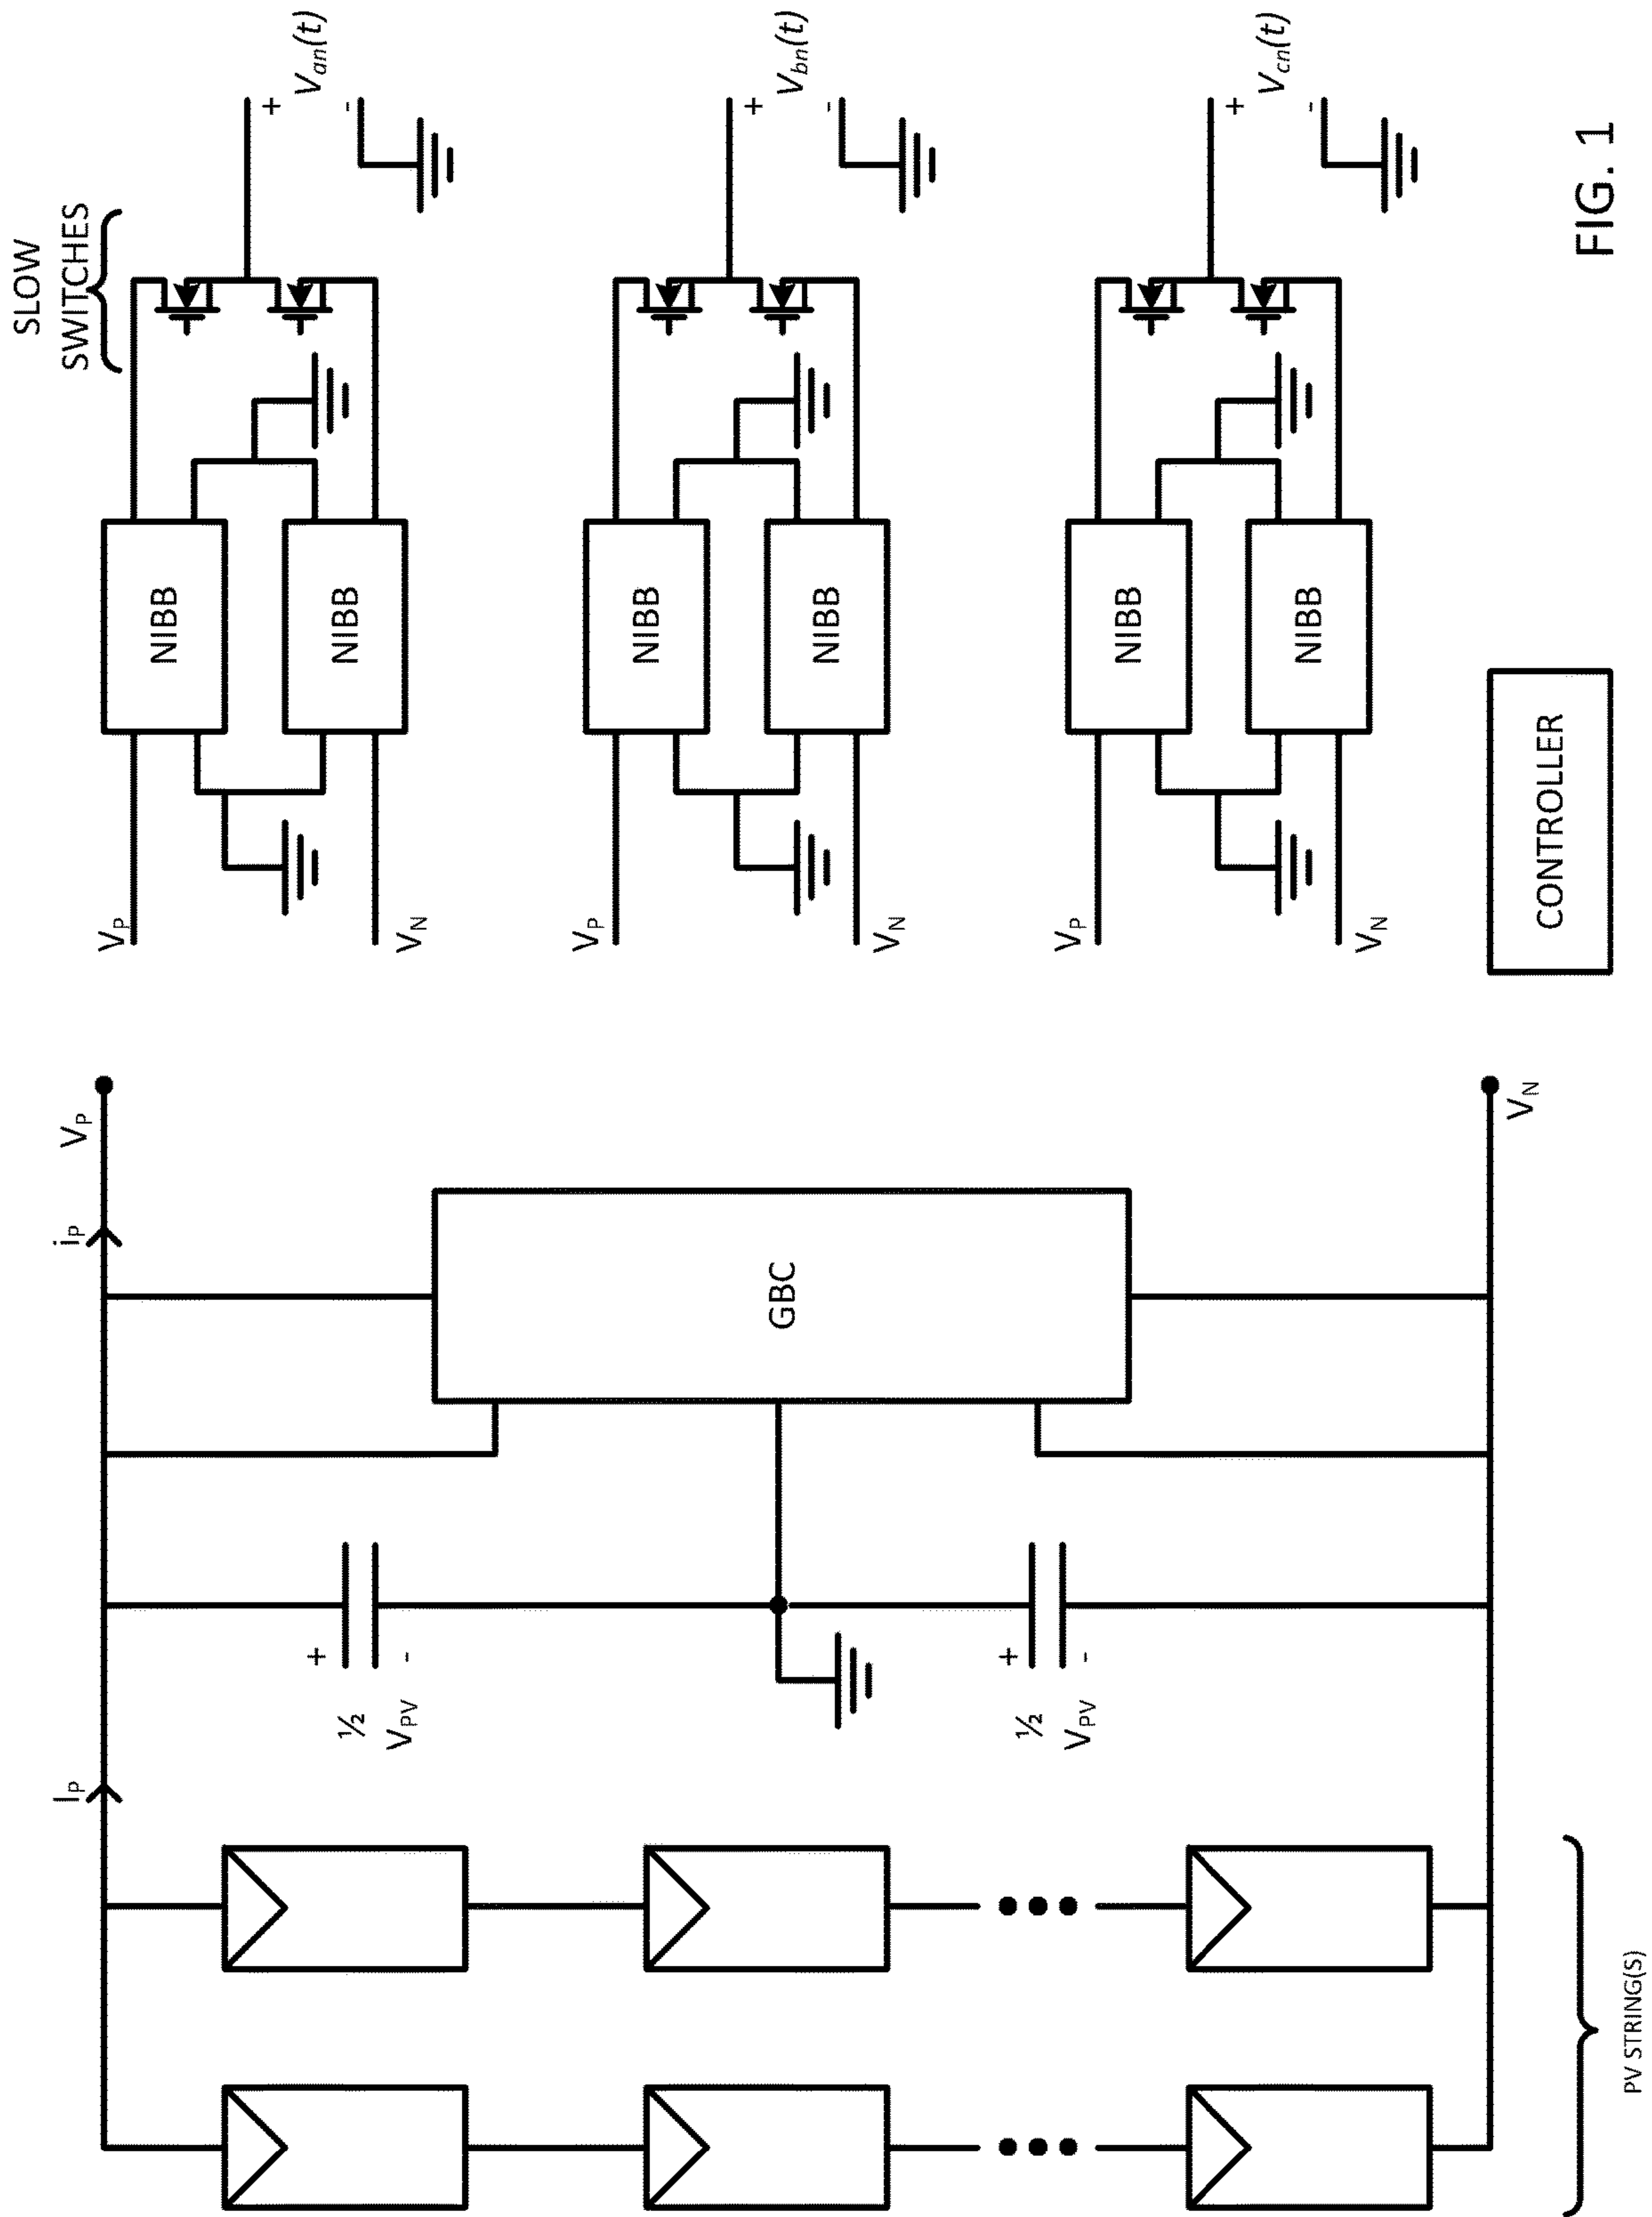 SLOW
SWITCHES
I_P
i_P
V_P
½
V_PV
+
-
GBC
½
V_PV
+
-
V_N
PV STRING(S)
V_P
NIBB
NIBB
V_N
+
V_an(t)
-
V_P
NIBB
NIBB
V_N
+
V_bn(t)
-
V_P
NIBB
NIBB
V_N
+
V_cn(t)
-
CONTROLLER
FIG. 1